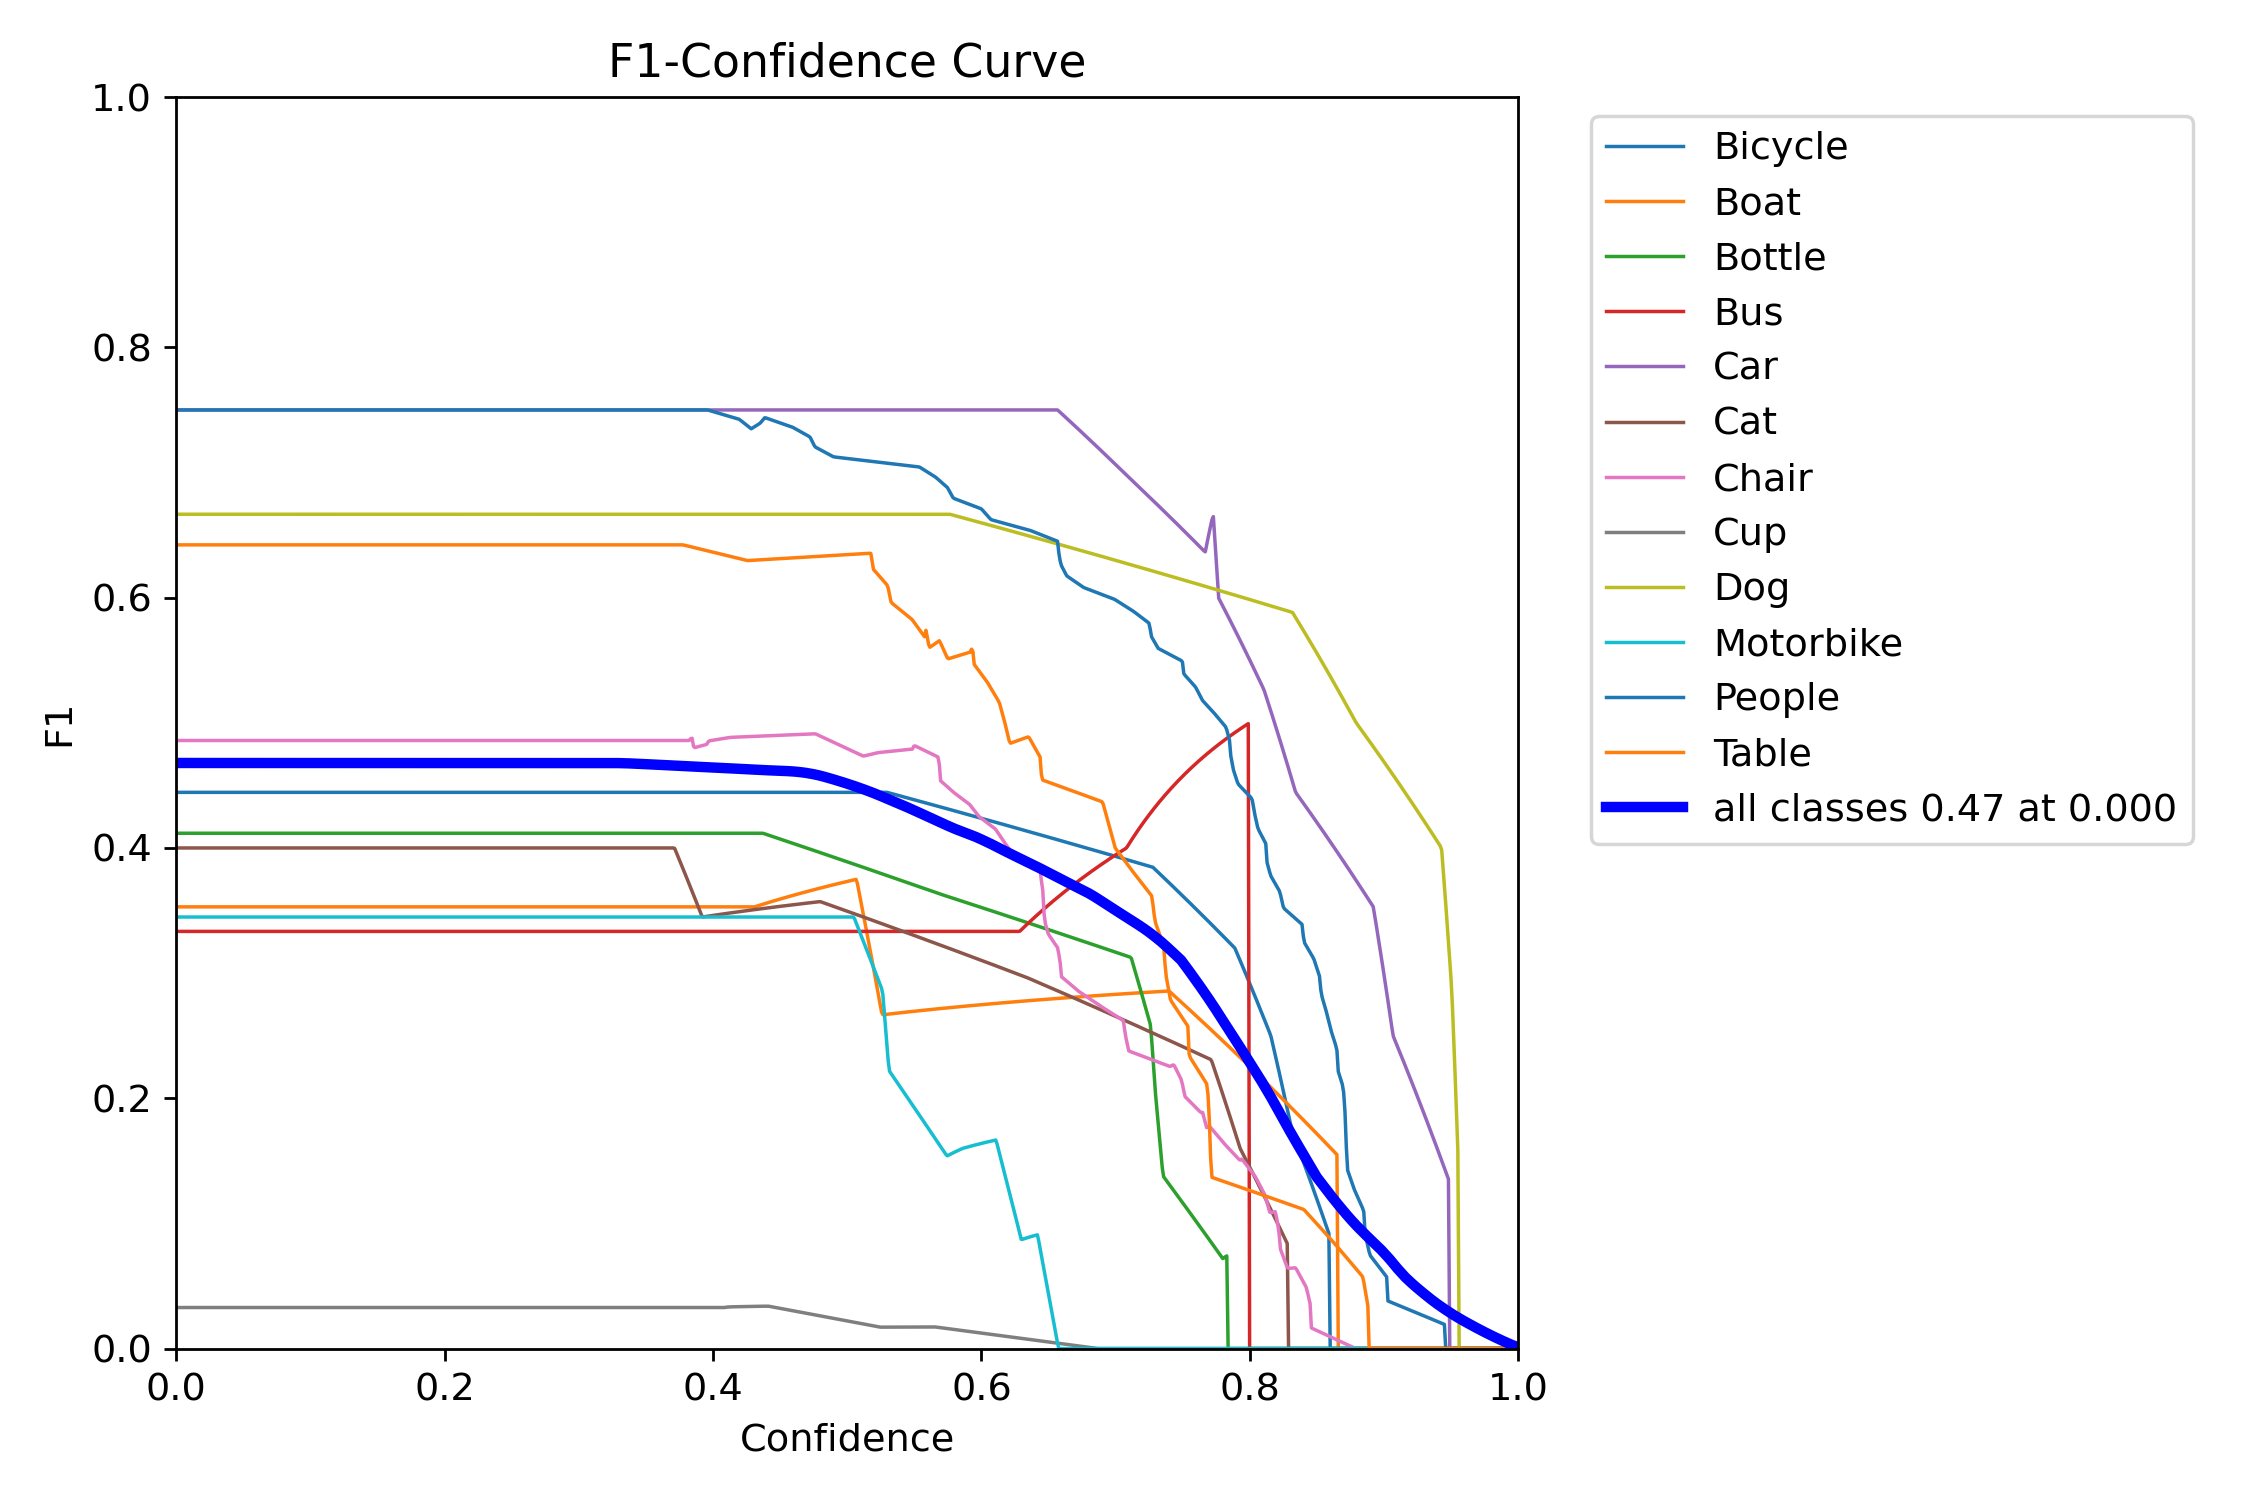 F1-Confidence Curve
1.0
0.8
0.6
0.4
0.2
0.0
F1
0.0 0.2 0.4 0.6 0.8 1.0
Confidence
Bicycle
Boat
Bottle
Bus
Car
Cat
Chair
Cup
Dog
Motorbike
People
Table
all classes 0.47 at 0.000